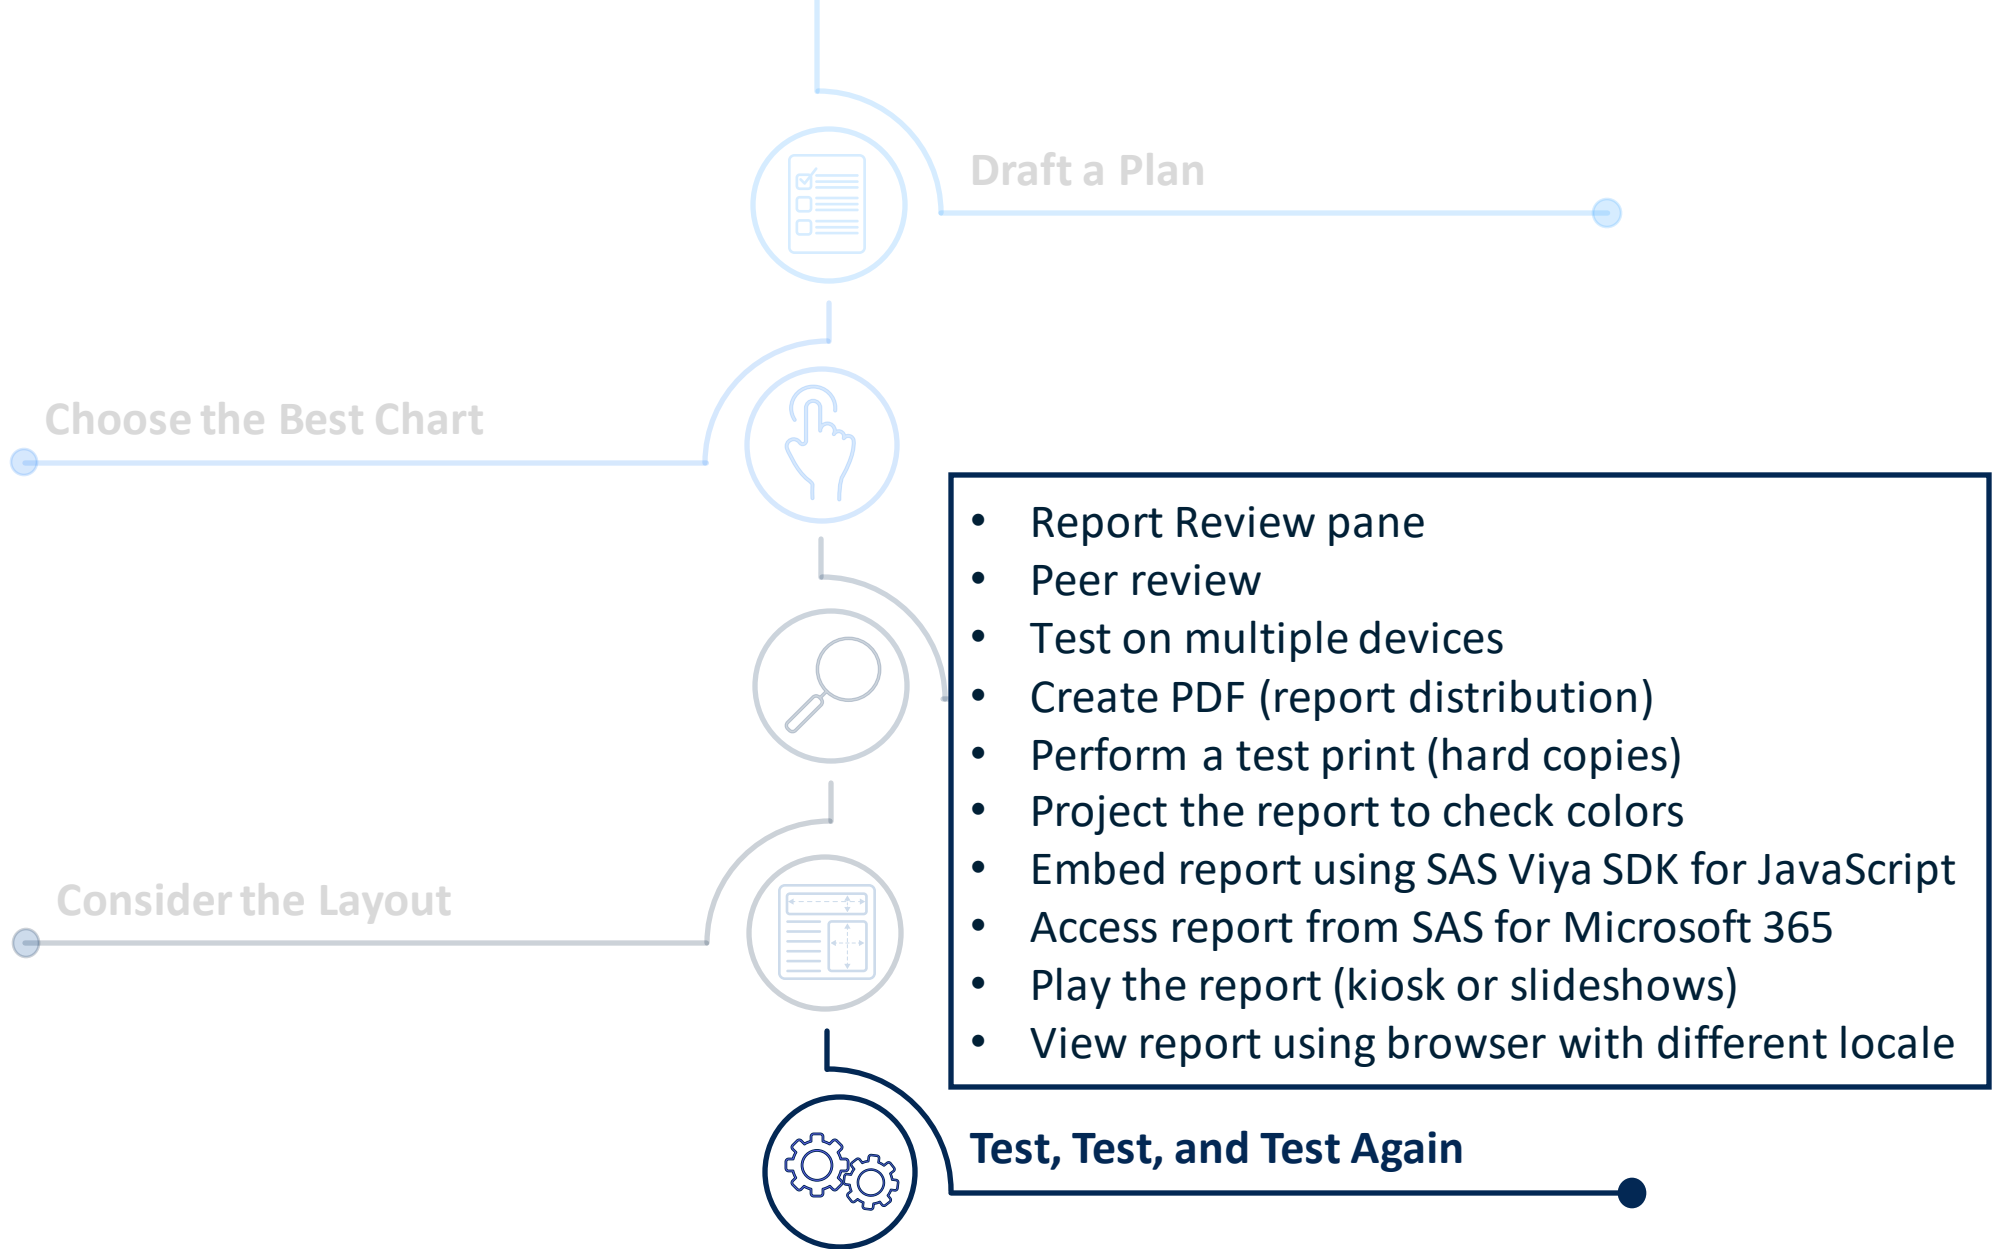 Draft a Plan
Choose the Best Chart
• Report Review pane
• Peer review
• Test on multiple devices
• Create PDF (report distribution)
• Perform a test print (hard copies)
• Project the report to check colors
• Embed report using SAS Viya SDK for JavaScript
• Access report from SAS for Microsoft 365
• Play the report (kiosk or slideshows)
• View report using browser with different locale
Consider the Layout
Test, Test, and Test Again